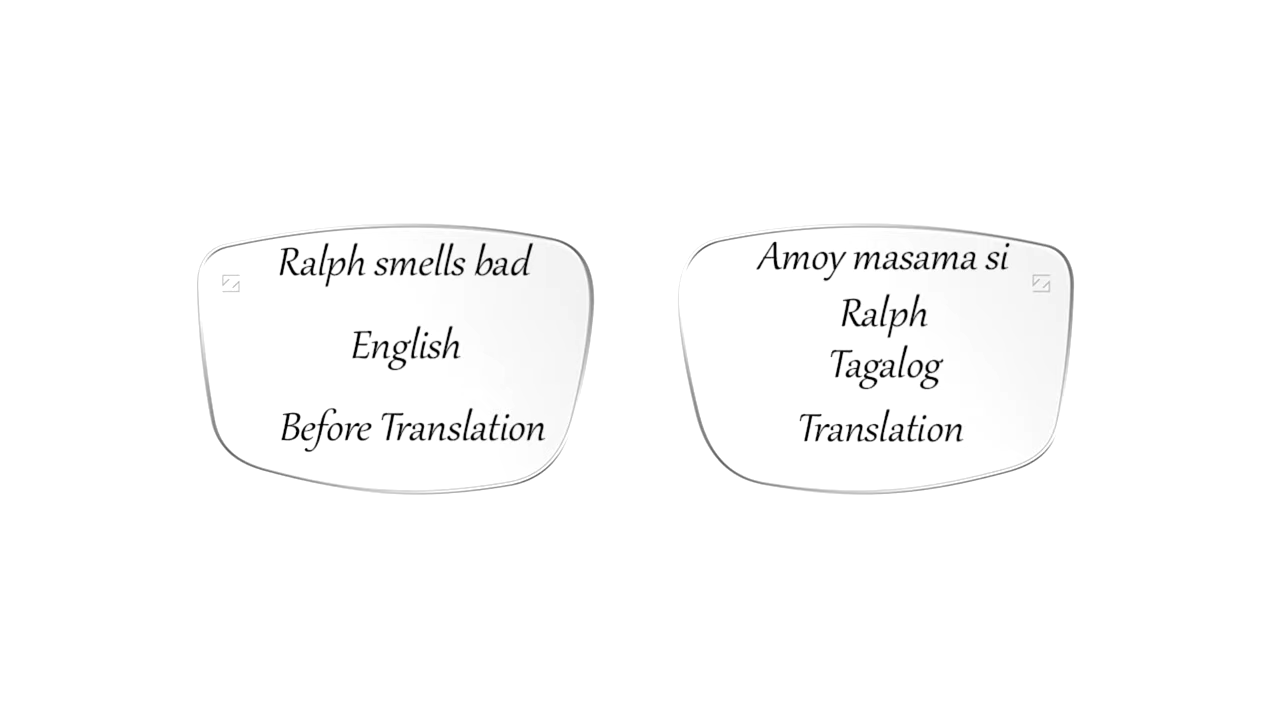 Ralph smells bad
English
Before Translation
Amoy masama si
Ralph
Tagalog
Translation